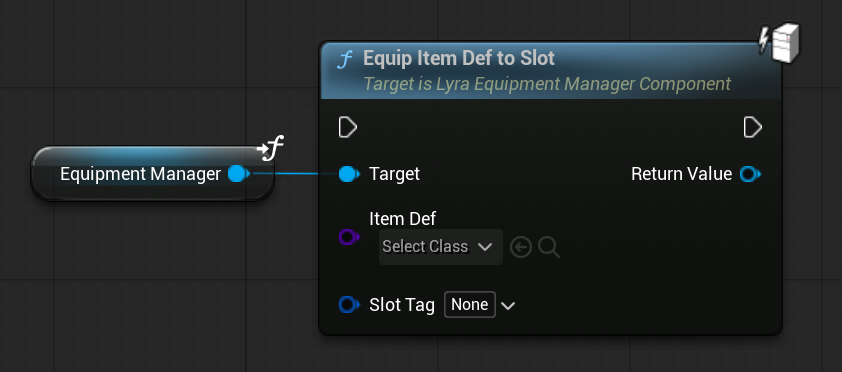 Equip Item Def to Slot
Target is Lyra Equipment Manager Component
Equipment Manager
Target
Return Value
Item Def
Select Class
Slot Tag None